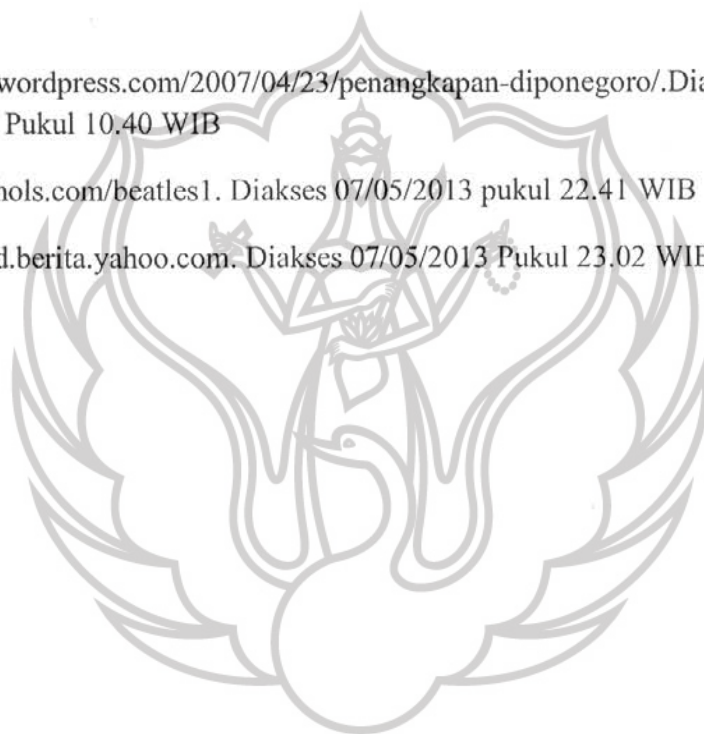 wordpress.com/2007/04/23/penangkapan-diponegoro/.Dia
Pukul 10.40 WIB
nols.com/beatles1. Diakses 07/05/2013 pukul 22.41 WIB
d.berita.yahoo.com. Diakses 07/05/2013 Pukul 23.02 WIB